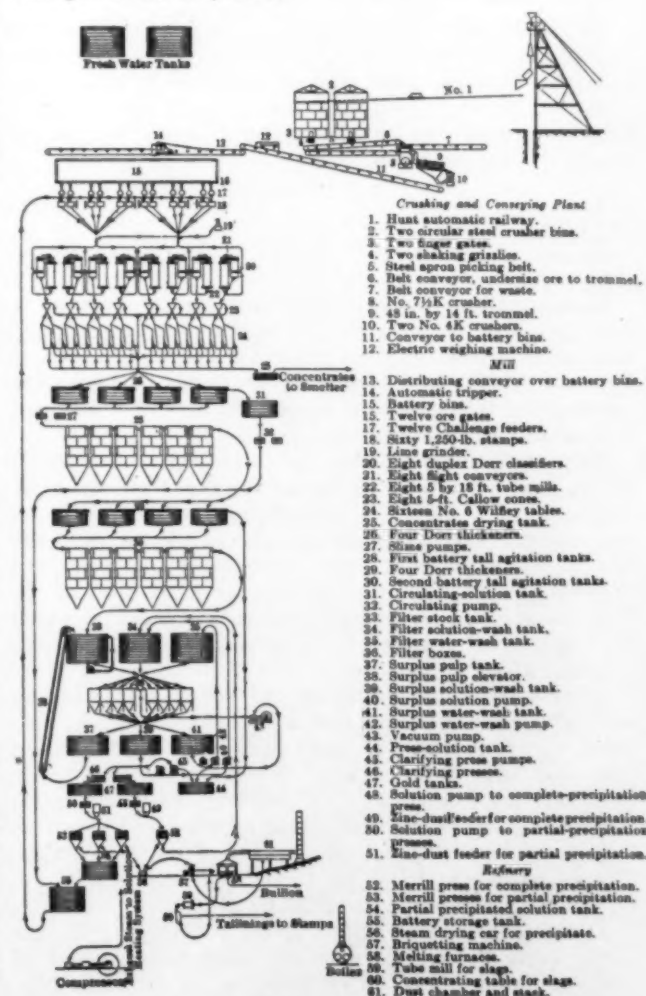 Fresh Water Tanks
No. 1
Crusher and Conveying Plant
1. Hunt automatic railway.
2. Two circular steel crusher bins.
3. Two finger gates.
4. Two shaking grizzlies.
5. Steel apron picking belt.
6. Belt conveyor, undersize ore to trommel.
7. Belt conveyor for waste.
8. No. 7½K crusher.
9. 48 in. by 14 ft. trommel.
10. Two No. 4K crushers.
11. Conveyor to battery bins.
12. Electric weighing machine.
Mill
13. Distributing conveyor over battery bins.
14. Automatic tripper.
15. Battery bins.
16. Twelve ore gates.
17. Twelve Challenge feeders.
18. Sixty 1,250-lb. stamps.
19. Lime grinder.
20. Eight duplex Dorr classifiers.
21. Eight flight conveyors.
22. Eight 5 by 18 ft. tube mills.
23. Eight 5-ft. Callow cones.
24. Sixteen No. 6 Wilfley tables.
25. Concentrates drying tank.
26. Four Dorr thickeners.
27. Slime pumps.
28. First battery tall agitation tanks.
29. Four Dorr thickeners.
30. Second battery tall agitation tanks.
31. Circulating-solution tank.
32. Circulating pump.
33. Filter stock tank.
34. Filter solution-wash tank.
35. Filter water-wash tank.
36. Filter boxes.
37. Surplus pulp tank.
38. Surplus pulp elevator.
39. Surplus solution-wash tank.
40. Surplus solution pump.
41. Surplus water-wash tank.
42. Surplus water-wash pump.
43. Vacuum pump.
44. Press-solution tank.
45. Clarifying press pumps.
46. Clarifying presses.
47. Gold tanks.
48. Solution pump to complete-precipitation
press.
49. Zinc-dust feeder for complete precipitation
50. Solution pump to partial-precipitation
presses.
51. Zinc-dust feeder for partial precipitation.
Refinery
52. Merrill press for complete precipitation.
53. Merrill presses for partial precipitation.
54. Partial precipitated solution tank.
55. Battery storage tank.
56. Steam drying car for precipitate.
57. Briquetting machine.
58. Melting furnaces.
59. Tube mill for slags.
60. Concentrating table for slags.
61. Dust chamber and stack.
Concentrates
to Smelter
Bullion
Tailings to Stamps
Heating System
Compressor
Boiler